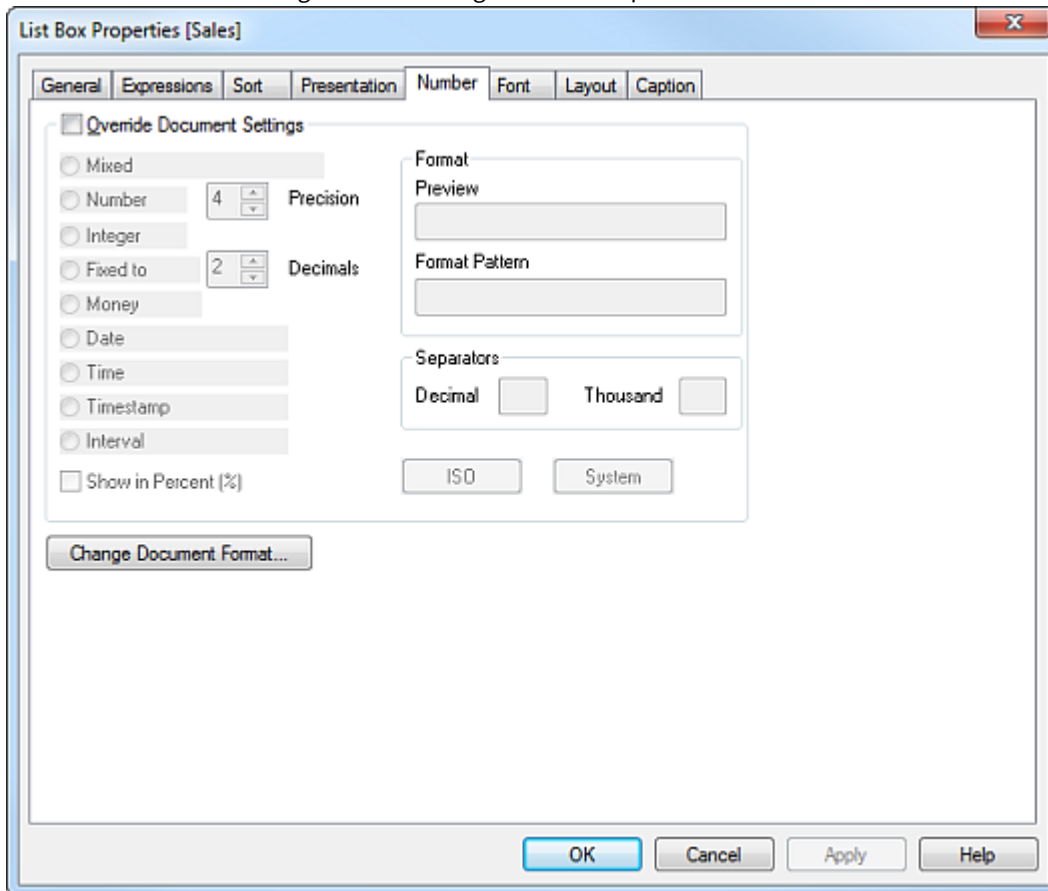 List Box Properties [Sales]
General Expressions Sort Presentation Number Font Layout Caption
Override Document Settings
Mixed
Number 4 Precision
Integer
Fixed to 2 Decimals
Money
Date
Time
Timestamp
Interval
Show in Percent (%)
Format
Preview
Format Pattern
Separators
Decimal Thousand
ISO System
Change Document Format...
OK Cancel Apply Help